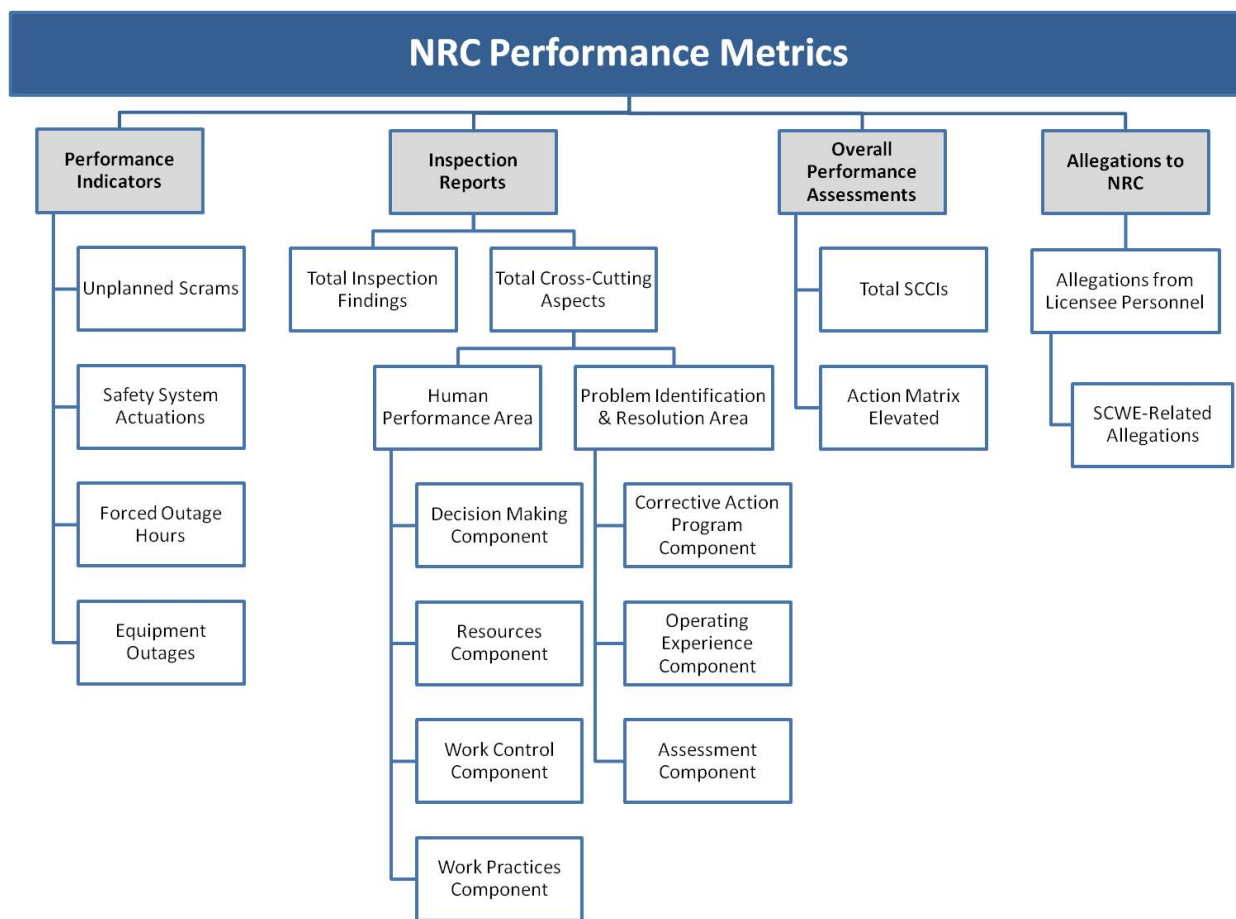 NRC Performance Metrics
Performance
Indicators
Unplanned Scrams
Safety System
Actuations
Forced Outage
Hours
Equipment
Outages
Inspection
Reports
Total Inspection
Findings
Total Cross-Cutting
Aspects
Human
Performance Area
Decision Making
Component
Resources
Component
Work Control
Component
Work Practices
Component
Problem Identification
& Resolution Area
Corrective Action
Program
Component
Operating
Experience
Component
Assessment
Component
Overall
Performance
Assessments
Total SCCIs
Action Matrix
Elevated
Allegations to
NRC
Allegations from
Licensee Personnel
SCWE-Related
Allegations